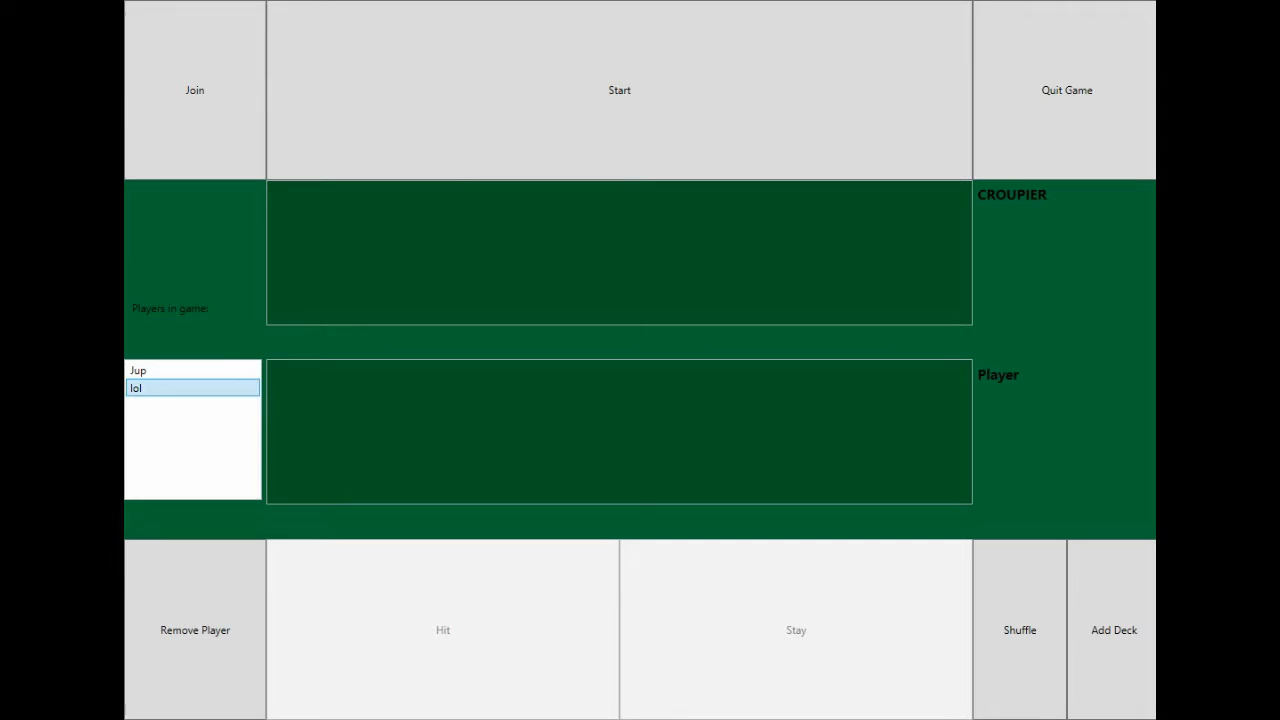 Join
Start
Quit Game
CROUPIER
Players in game:
Jup
lol
Player
Remove Player
Hit
Stay
Shuffle
Add Deck